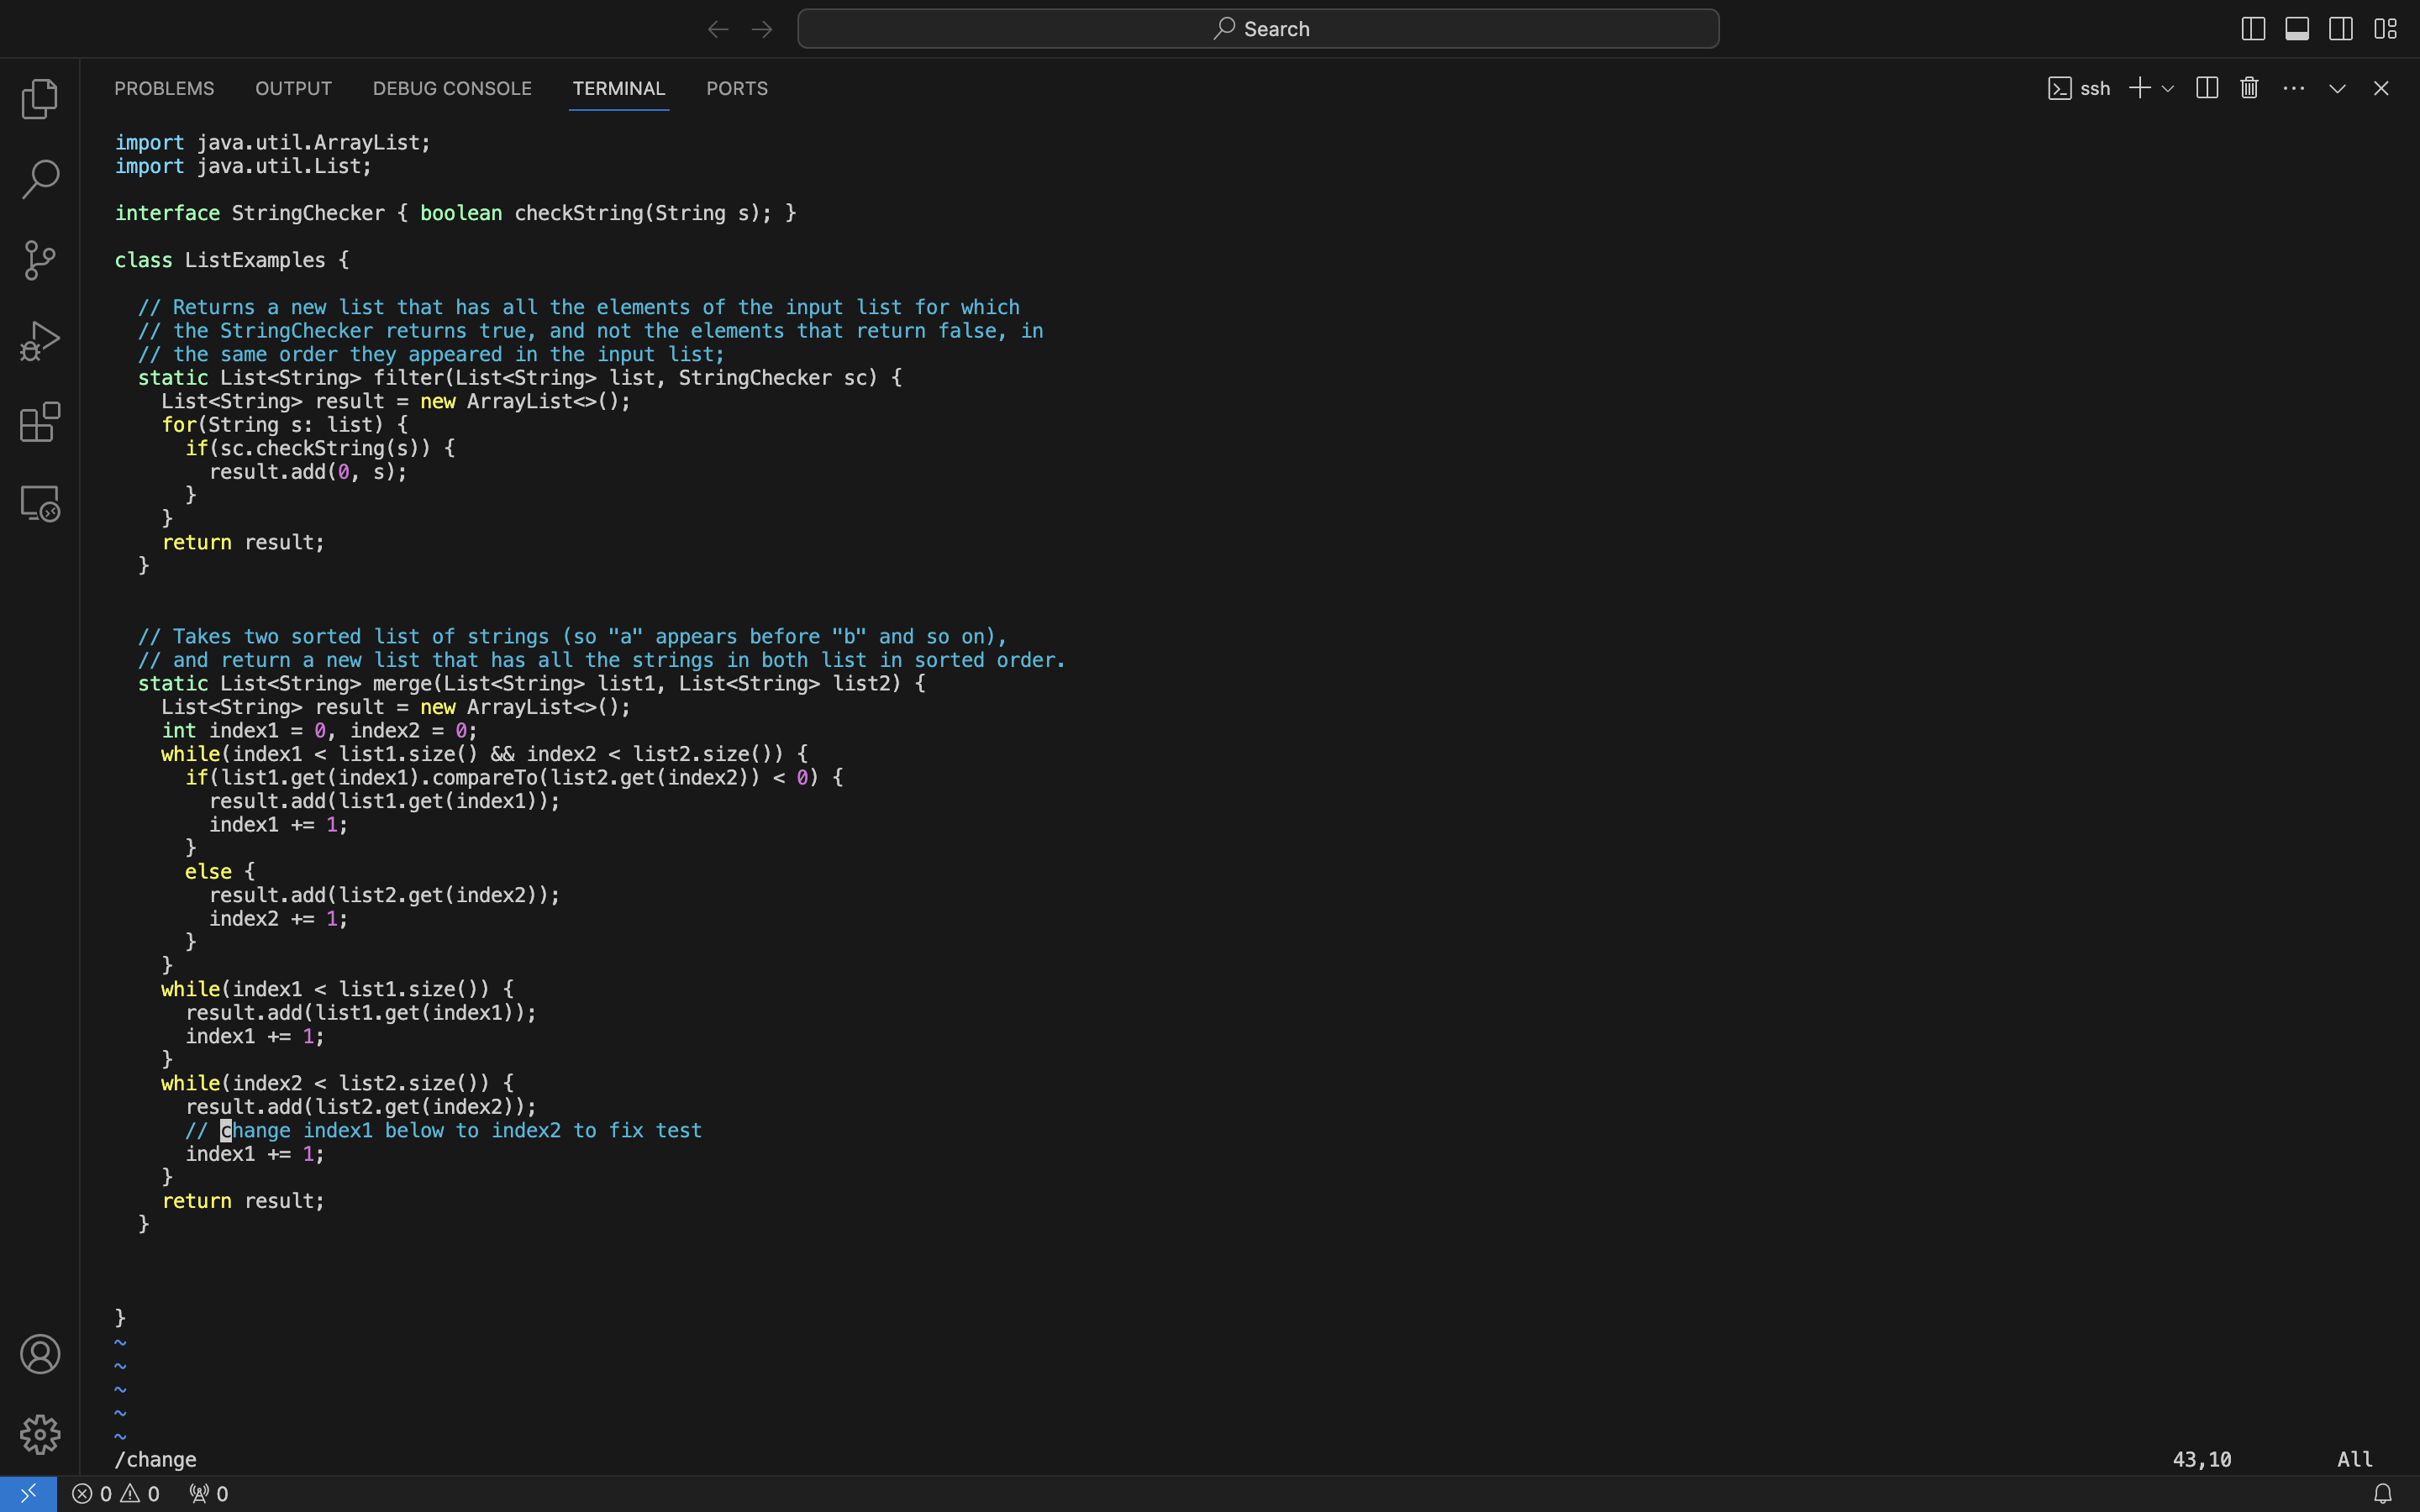 Search
PROBLEMS OUTPUT DEBUG CONSOLE TERMINAL PORTS ssh
import java.util.ArrayList;
import java.util.List;

interface StringChecker { boolean checkString(String s); }

class ListExamples {

  // Returns a new list that has all the elements of the input list for which
  // the StringChecker returns true, and not the elements that return false, in
  // the same order they appeared in the input list;
  static List<String> filter(List<String> list, StringChecker sc) {
    List<String> result = new ArrayList<>();
    for(String s: list) {
      if(sc.checkString(s)) {
        result.add(0, s);
      }
    }
    return result;
  }


  // Takes two sorted list of strings (so "a" appears before "b" and so on),
  // and return a new list that has all the strings in both list in sorted order.
  static List<String> merge(List<String> list1, List<String> list2) {
    List<String> result = new ArrayList<>();
    int index1 = 0, index2 = 0;
    while(index1 < list1.size() && index2 < list2.size()) {
      if(list1.get(index1).compareTo(list2.get(index2)) < 0) {
        result.add(list1.get(index1));
        index1 += 1;
      }
      else {
        result.add(list2.get(index2));
        index2 += 1;
      }
    }
    while(index1 < list1.size()) {
      result.add(list1.get(index1));
      index1 += 1;
    }
    while(index2 < list2.size()) {
      result.add(list2.get(index2));
      // change index1 below to index2 to fix test
      index1 += 1;
    }
    return result;
  }



}
~
~
~
~
~
/change 43,10 All
0 0 0